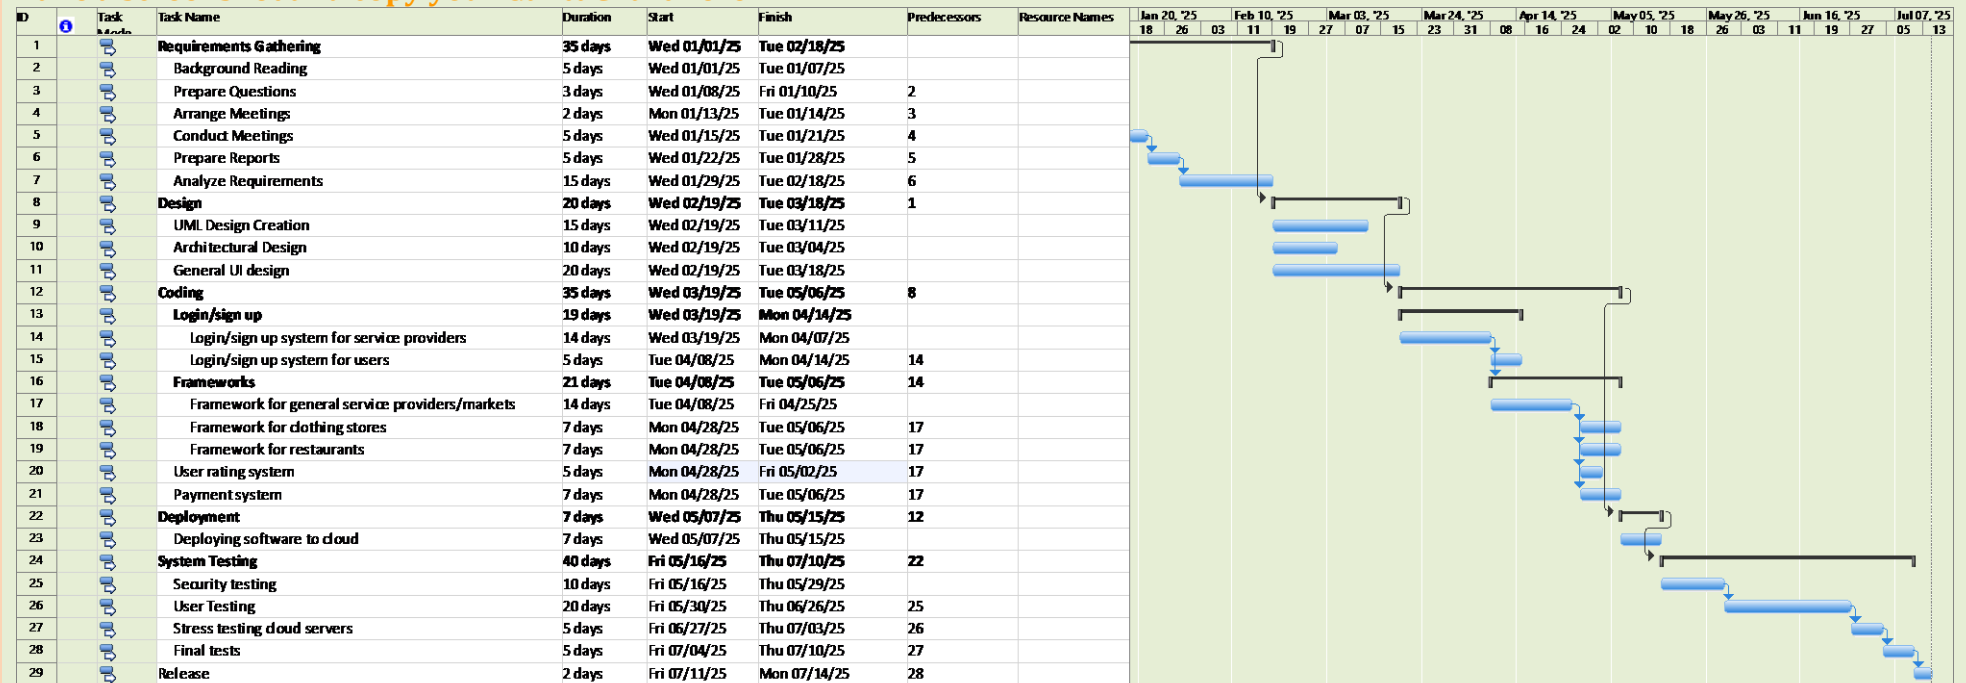 ID Task Mode Task Name Duration Start Finish Predecessors Resource Names Jan 20, '25 Feb 10, '25 Mar 03, '25 Mar 24, '25 Apr 14, '25 May 05, '25 May 26, '25 Jun 16, '25 Jul 07, '25
18 26 03 11 19 27 07 15 23 31 08 16 24 02 10 18 26 03 11 19 27 05 13
1 Requirements Gathering 35 days Wed 01/01/25 Tue 02/18/25
2 Background Reading 5 days Wed 01/01/25 Tue 01/07/25
3 Prepare Questions 3 days Wed 01/08/25 Fri 01/10/25 2
4 Arrange Meetings 2 days Mon 01/13/25 Tue 01/14/25 3
5 Conduct Meetings 5 days Wed 01/15/25 Tue 01/21/25 4
6 Prepare Reports 5 days Wed 01/22/25 Tue 01/28/25 5
7 Analyze Requirements 15 days Wed 01/29/25 Tue 02/18/25 6
8 Design 20 days Wed 02/19/25 Tue 03/18/25 1
9 UML Design Creation 15 days Wed 02/19/25 Tue 03/11/25
10 Architectural Design 10 days Wed 02/19/25 Tue 03/04/25
11 General UI design 20 days Wed 02/19/25 Tue 03/18/25
12 Coding 35 days Wed 03/19/25 Tue 05/06/25 8
13 Login/sign up 19 days Wed 03/19/25 Mon 04/14/25
14 Login/sign up system for service providers 14 days Wed 03/19/25 Mon 04/07/25
15 Login/sign up system for users 5 days Tue 04/08/25 Mon 04/14/25 14
16 Frameworks 21 days Tue 04/08/25 Tue 05/06/25 14
17 Framework for general service providers/markets 14 days Tue 04/08/25 Fri 04/25/25
18 Framework for clothing stores 7 days Mon 04/28/25 Tue 05/06/25 17
19 Framework for restaurants 7 days Mon 04/28/25 Tue 05/06/25 17
20 User rating system 5 days Mon 04/28/25 Fri 05/02/25 17
21 Payment system 7 days Mon 04/28/25 Tue 05/06/25 17
22 Deployment 7 days Wed 05/07/25 Thu 05/15/25 12
23 Deploying software to cloud 7 days Wed 05/07/25 Thu 05/15/25
24 System Testing 40 days Fri 05/16/25 Thu 07/10/25 22
25 Security testing 10 days Fri 05/16/25 Thu 05/29/25
26 User Testing 20 days Fri 05/30/25 Thu 06/26/25 25
27 Stress testing cloud servers 5 days Fri 06/27/25 Thu 07/03/25 26
28 Final tests 5 days Fri 07/04/25 Thu 07/10/25 27
29 Release 2 days Fri 07/11/25 Mon 07/14/25 28